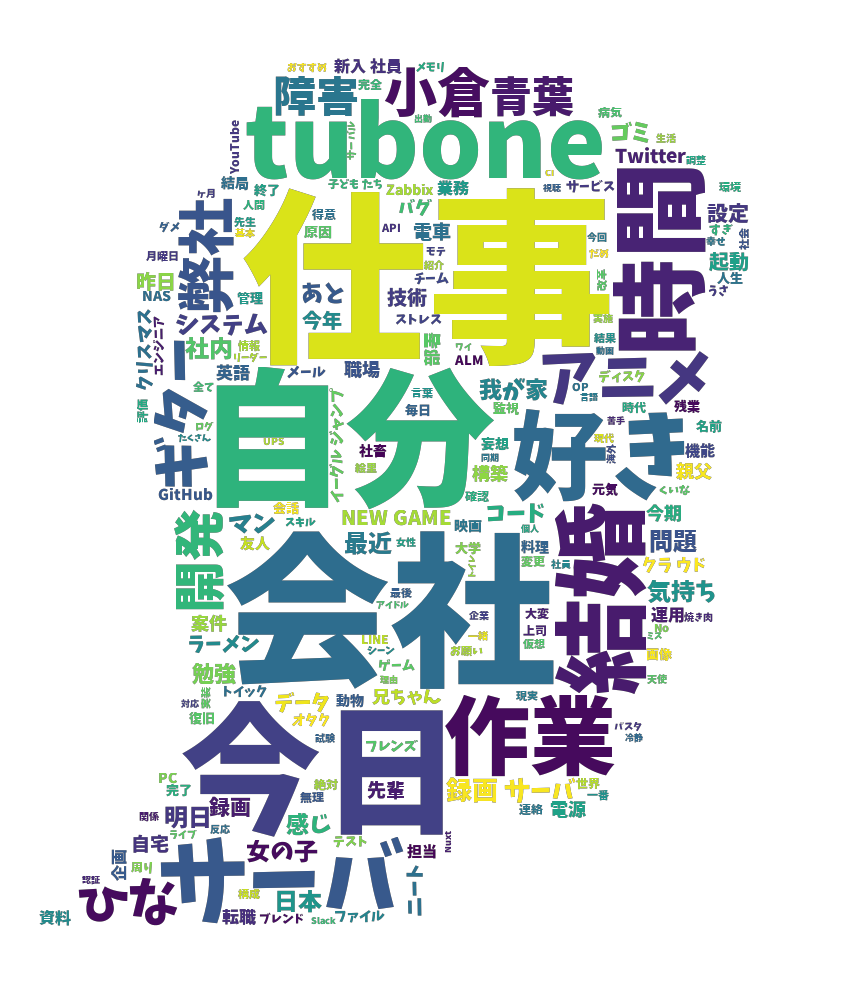 おすすめ
新入 社員
メモリ
障害
完全
小倉
青葉
出勤
病気
ゴミ
生活
YouTube
tubone
Twitter
調整
結局
終了
子ども たち
Zabbix
業務
視聴
サービス
環境
ヶ月
人間
仕事
時間
弊社
得意
バグ
API
電車
モテ
今回
設定
ダメ
先生
原因
紹介
すぎ
幸せ
社会
月曜日
チーム
起動
昨日
NAS
管理
あと
技術
人生
うさ
システム
今年
ストレス
実施
クリスマス
エンジニア
社内
情報
リーダー
ワイ
ALM
結果
動画
アニメ
英語
メール
職場
我が家
OP
ディスク
全て
ギター
自分
言葉
毎日
監視
昔話
時代
残業
評価
ログ
たくさん
UPS
イーグル ジャンプ
社畜
妄想
同期
好き
苦手
現代
名前
機能
GitHub
絵里
構築
確認
親父
元気
くいな
会話
マン
スキル
NEW GAME
映画
コード
個人
今期
開発
友人
最近
女性
大学
料理
変更
社員
結婚
問題
クラウド
会社
気持ち
最後
アイドル
企業
大変
運用
焼き肉
案件
ラーメン
LINE
シーン
一緒
お願い
上司
仮想
No
ミス
画像
勉強
ゲーム
理由
天使
トイック
データ
動物
兄ちゃん
現実
対応
復旧
オタク
今日
作業
試験
フレンズ
パスタ
冷静
PC
完了
絶対
無理
先輩
録画 サーバ
世界
一番
関係
明日
録画
反応
感じ
連絡
電源
自宅
ライブ
テスト
Nuxt
企画
周り
サーバ
女の子
担当
認証
ひな
構成
日本
ニート
資料
転職
ブレンド
Slack
ファイル